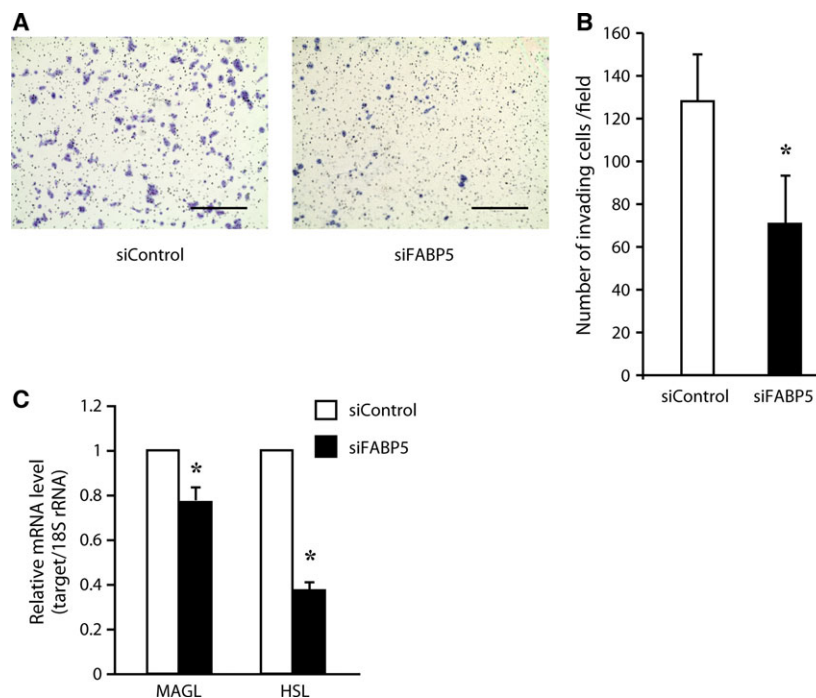 A
siControl
siFABP5
B
Number of invading cells /field
160
140
120
100
80
60
40
20
0
*
siControl
siFABP5
C
Relative mRNA level
(target/18S rRNA)
1.2
1
0.8
0.6
0.4
0.2
0
siControl
siFABP5
*
*
MAGL
HSL